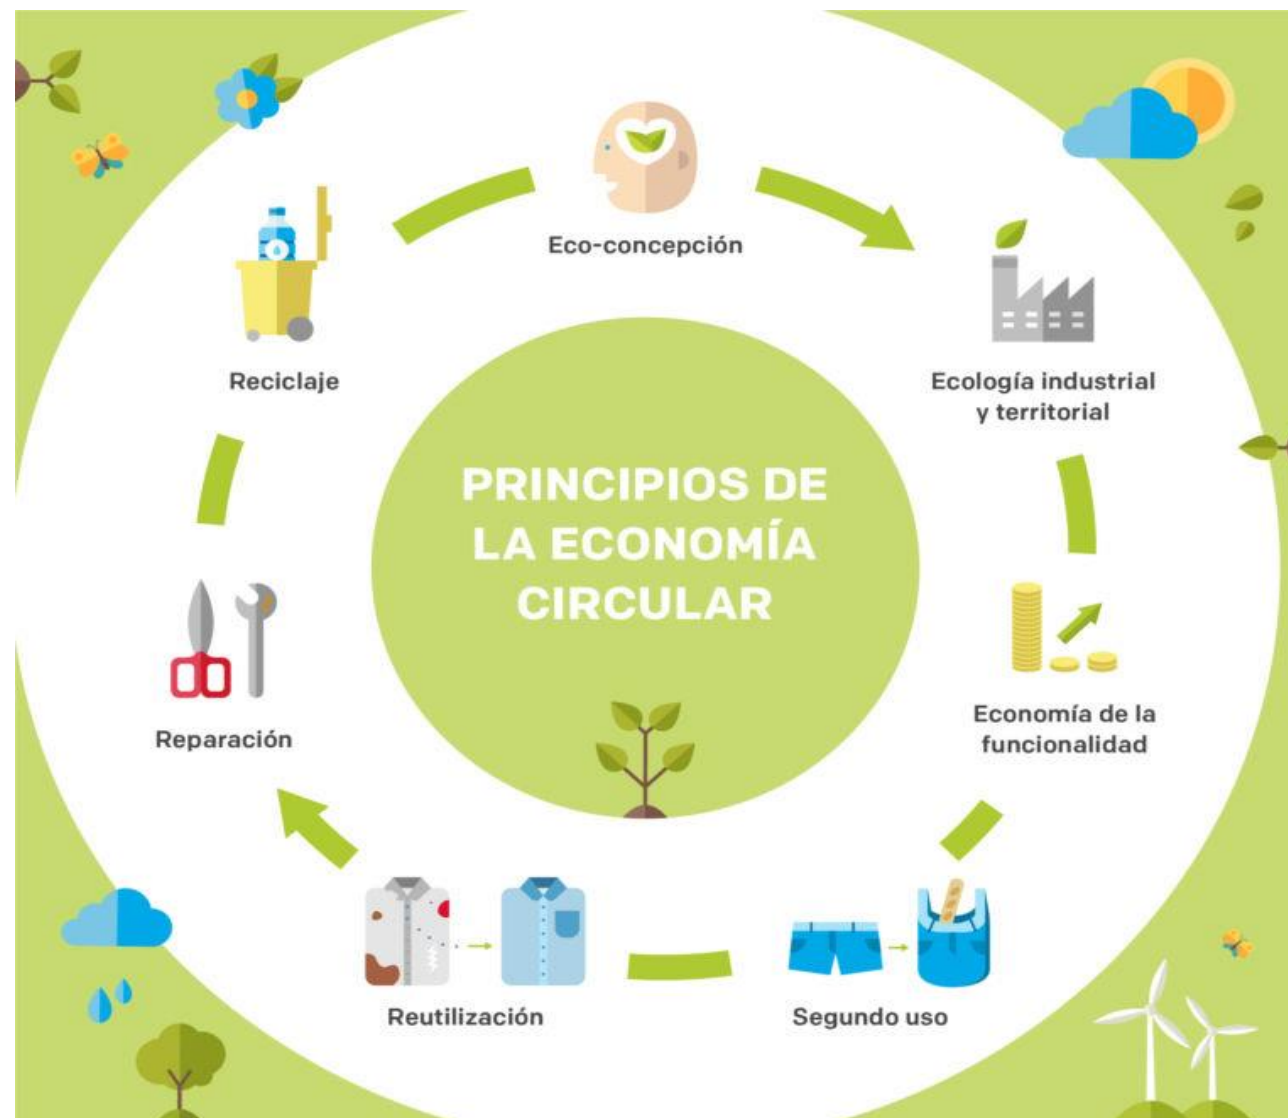 PRINCIPIOS DE
LA ECONOMÍA
CIRCULAR
Eco-concepción
Ecología industrial
y territorial
Economía de la
funcionalidad
Segundo uso
Reutilización
Reparación
Reciclaje